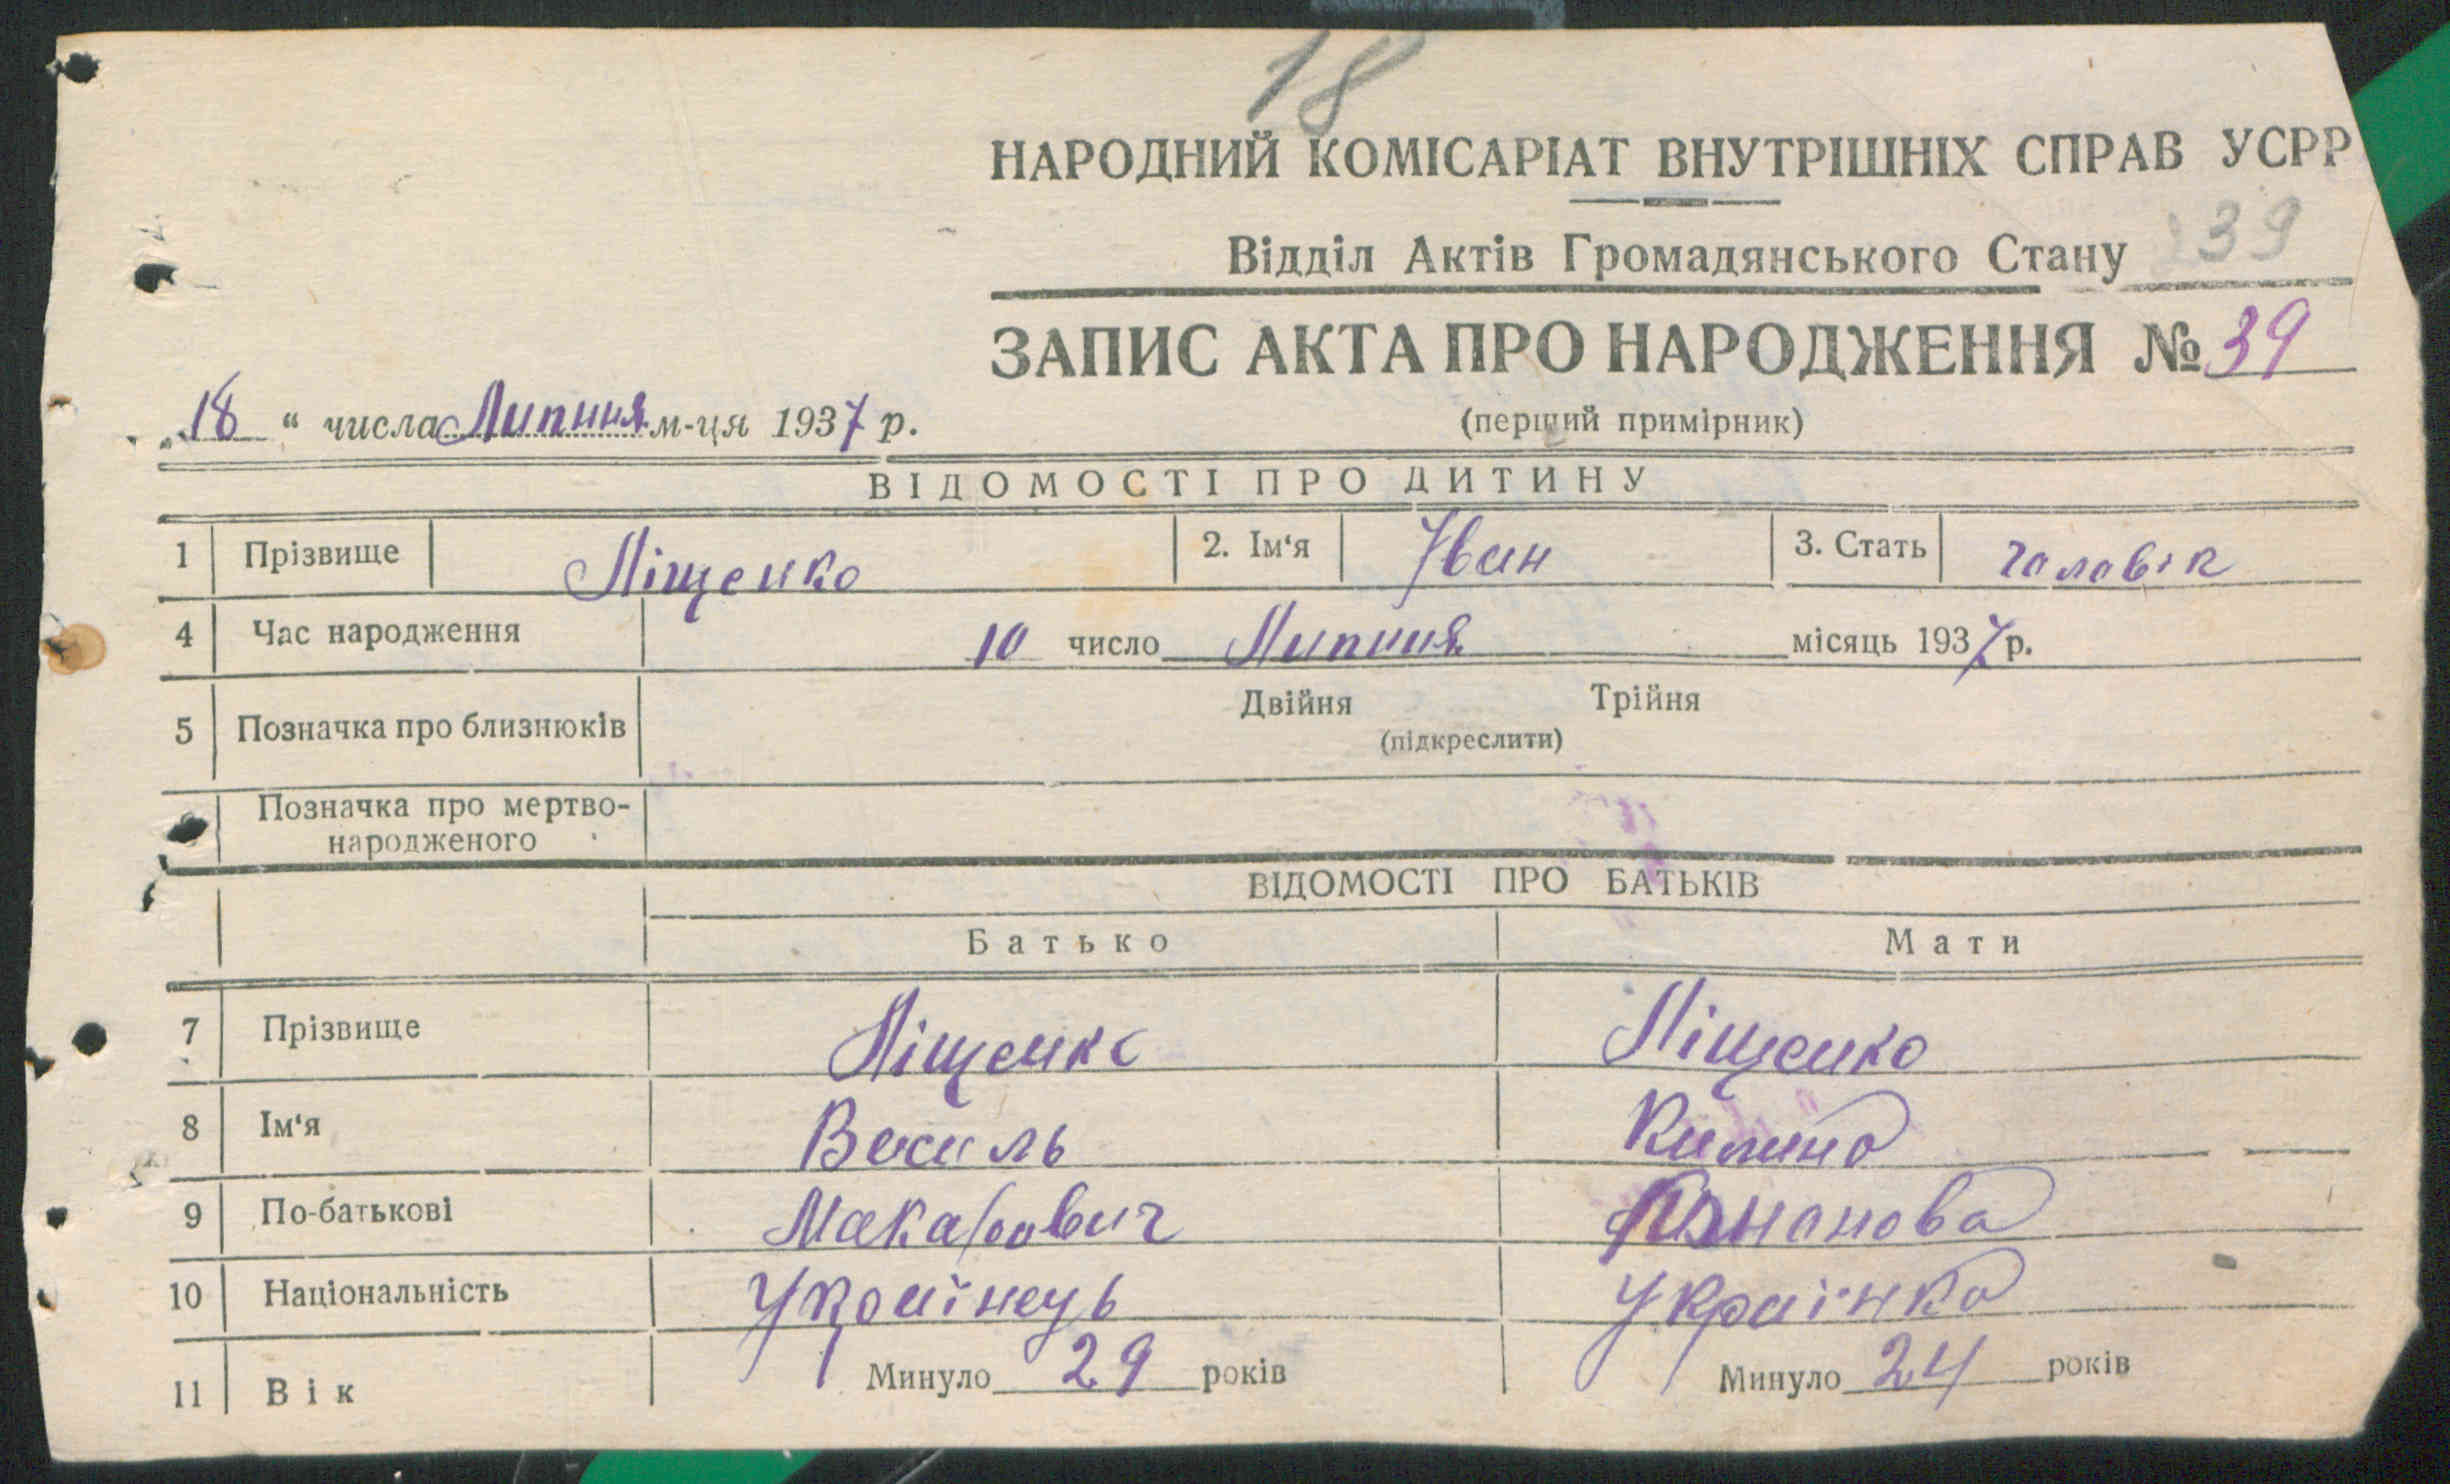 18
НАРОДНИЙ КОМІСАРІАТ ВНУТРІШНІХ СПРАВ УСРР
Відділ Актів Громадянського Стану 39
ЗАПИС АКТА ПРО НАРОДЖЕННЯ № 39
„18“ числа Липня м-ця 1937 р. (перший примірник)
ВІДОМОСТІ ПРО ДИТИНУ
1 Прізвище Ліщенко 2. Ім‘я Іван 3. Стать чоловік
4 Час народження 10 число Липня місяць 1937 р.
5 Позначка про близнюків Двійня Трійня
(підкреслити)
Позначка про мертво-
народженого
ВІДОМОСТІ ПРО БАТЬКІВ
Батько Мати
7 Прізвище Ліщенко Ліщенко
8 Ім‘я Василь Килина
9 По-батькові Макарович
10 Національність Українець Українка
11 Вік Минуло 29 років Минуло 24 років